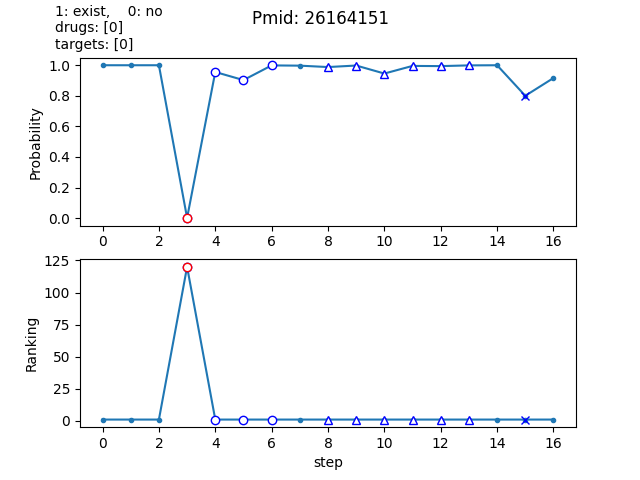 1: exist,    0: no
drugs: [0]
targets: [0]
Pmid: 26164151
Probability
1.0
0.8
0.6
0.4
0.2
0.0
0 2 4 6 8 10 12 14 16
Ranking
125
100
75
50
25
0
0 2 4 6 8 10 12 14 16
step